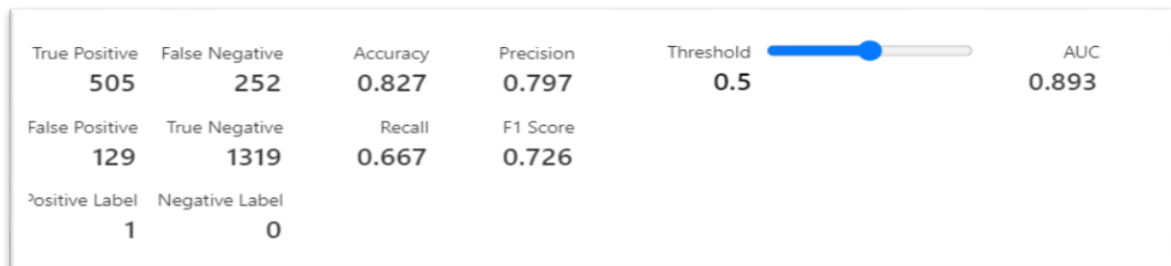 True Positive False Negative Accuracy Precision Threshold AUC
505 252 0.827 0.797 0.5 0.893
False Positive True Negative Recall F1 Score
129 1319 0.667 0.726
Positive Label Negative Label
1 0